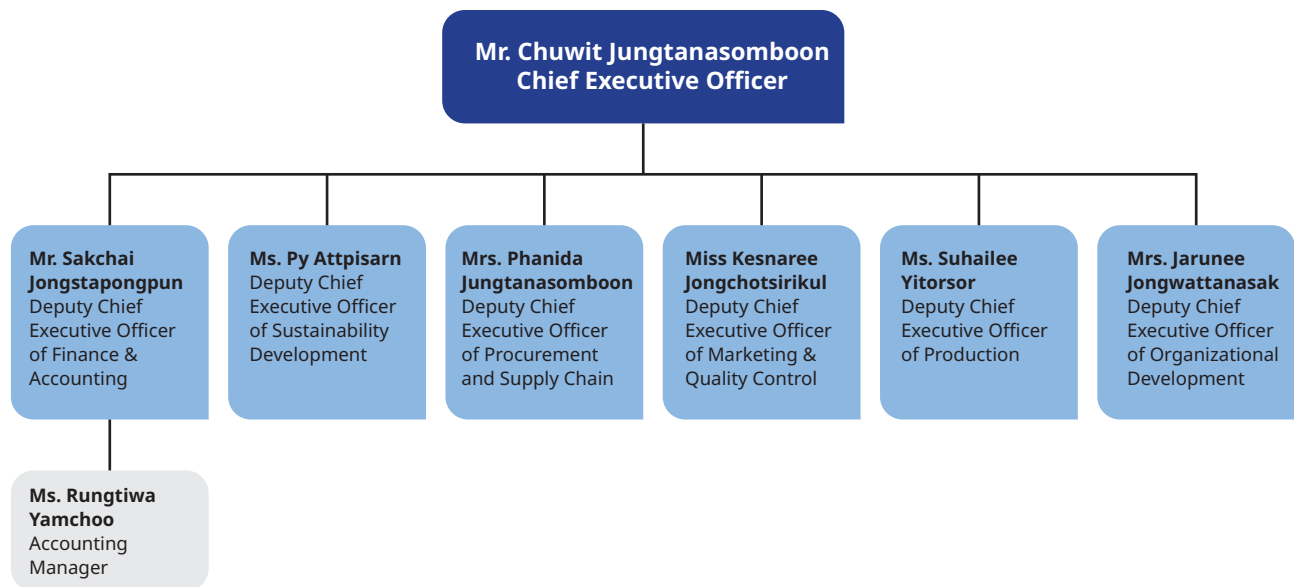 Mr. Chuwit Jungtanasomboon
Chief Executive Officer
Mr. Sakchai
Jongstapongpun
Deputy Chief
Executive Officer
of Finance &
Accounting
Ms. Py Attpisarn
Deputy Chief
Executive Officer
of Sustainability
Development
Mrs. Phanida
Jungtanasomboon
Deputy Chief
Executive Officer
of Procurement
and Supply Chain
Miss Kesnaree
Jongchotsirikul
Deputy Chief
Executive Officer
of Marketing &
Quality Control
Ms. Suhailee
Yitorsor
Deputy Chief
Executive Officer
of Production
Mrs. Jarunee
Jongwattanasak
Deputy Chief
Executive Officer
of Organizational
Development
Ms. Rungtiwa
Yamchoo
Accounting
Manager